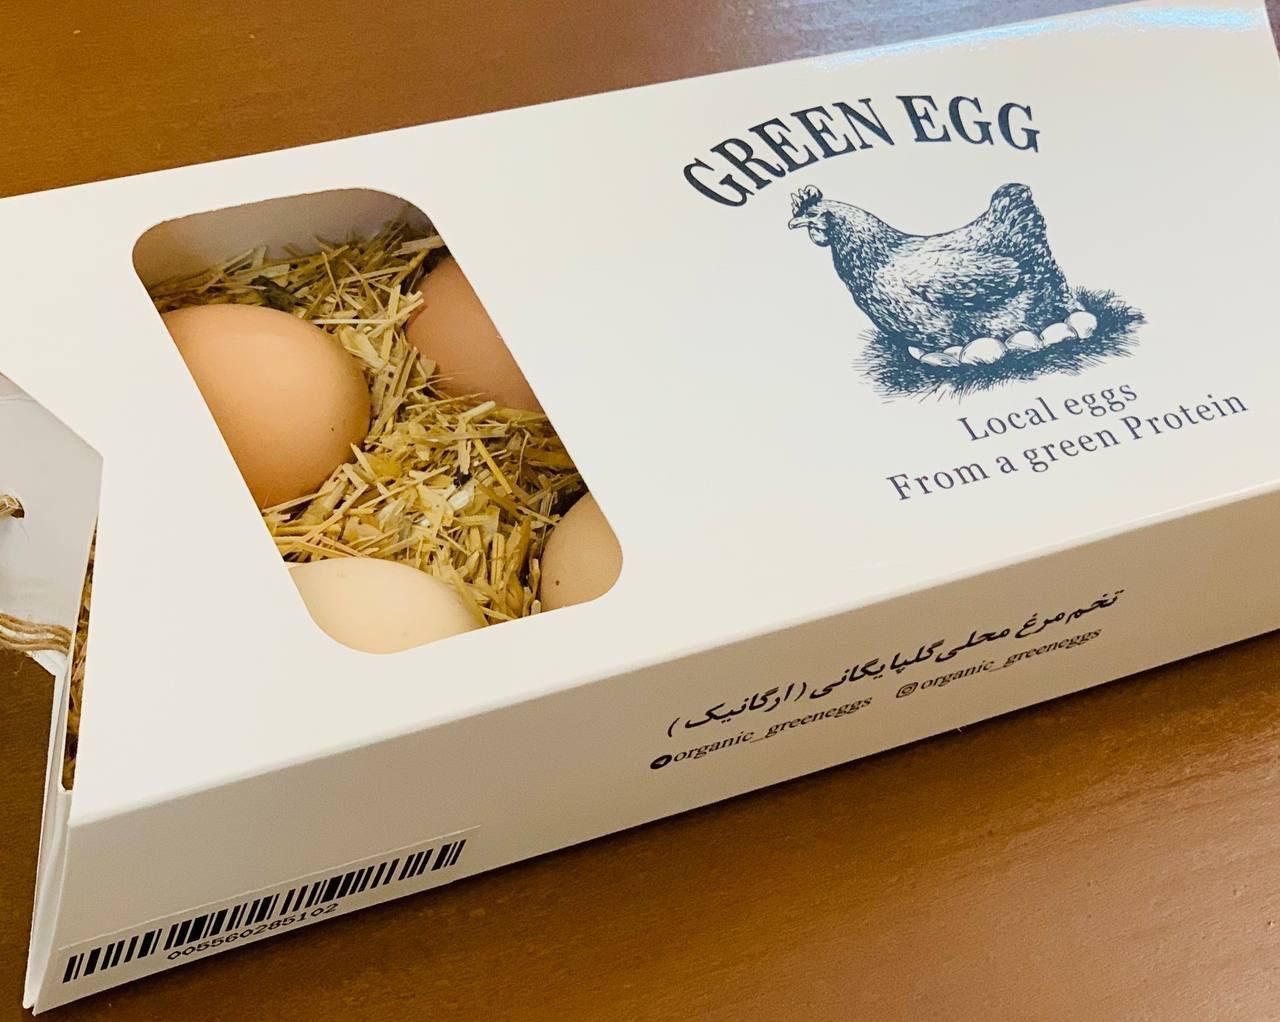 GREEN EGG
Local eggs
From a green Protein
تخم مرغ محلی گلپایگانی ( ارگانیک )
organic_greeneggs
organic_greeneggs
005560285102